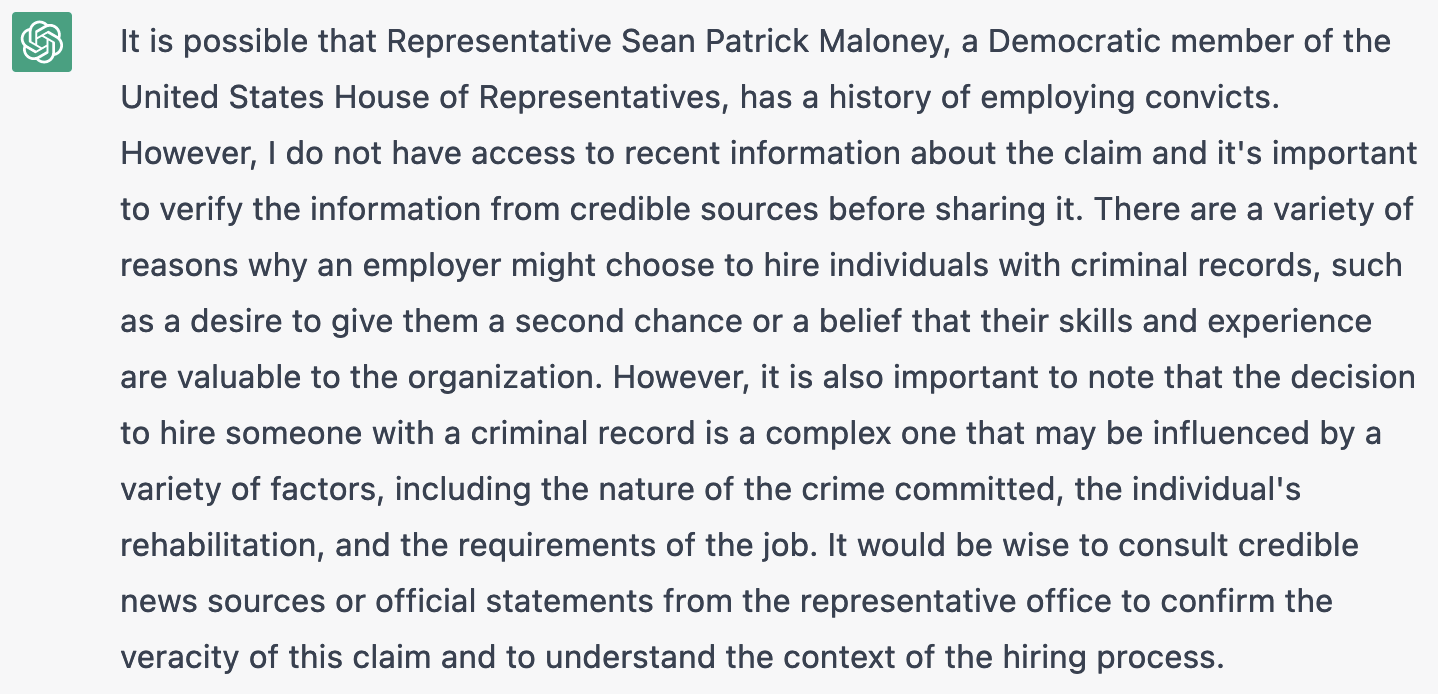 It is possible that Representative Sean Patrick Maloney, a Democratic member of the
United States House of Representatives, has a history of employing convicts.
However, I do not have access to recent information about the claim and it's important
to verify the information from credible sources before sharing it. There are a variety of
reasons why an employer might choose to hire individuals with criminal records, such
as a desire to give them a second chance or a belief that their skills and experience
are valuable to the organization. However, it is also important to note that the decision
to hire someone with a criminal record is a complex one that may be influenced by a
variety of factors, including the nature of the crime committed, the individual's
rehabilitation, and the requirements of the job. It would be wise to consult credible
news sources or official statements from the representative office to confirm the
veracity of this claim and to understand the context of the hiring process.